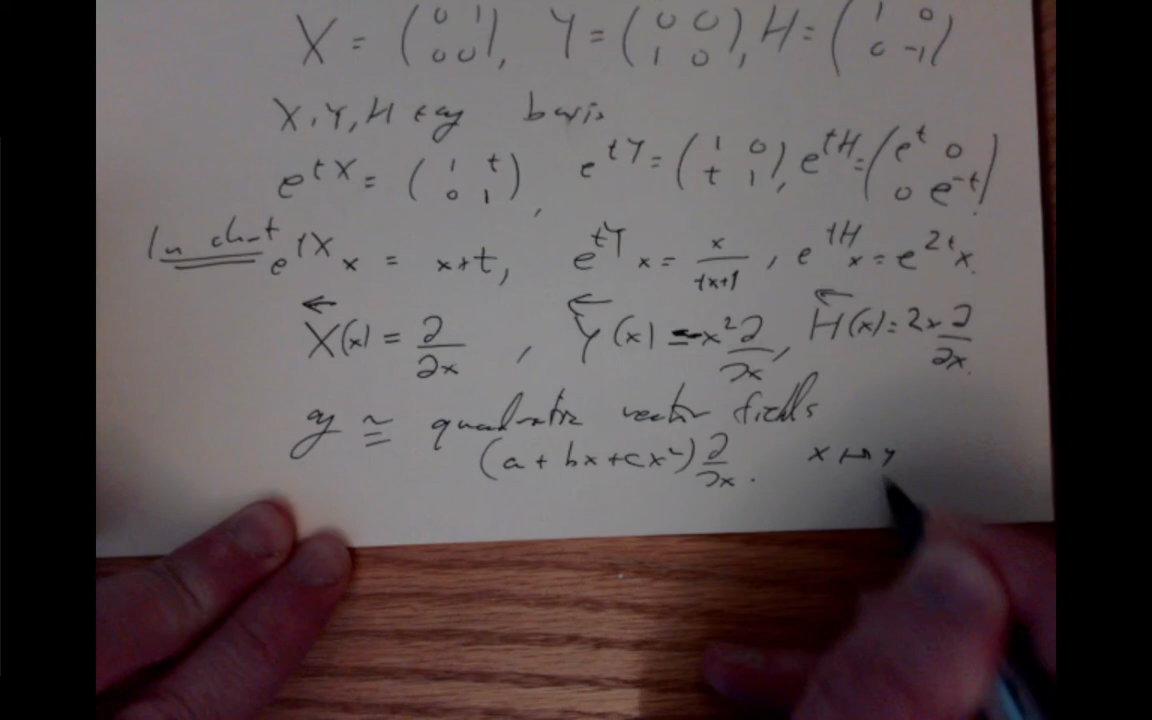 X = (0 1 / 0 0), Y = (0 0 / 1 0), H = (1 0 / 0 -1)
X, Y, H ∈ 𝔤 basis
e^{tX} = (1 t / 0 1), e^{tY} = (1 0 / t 1), e^{tH} = (e^t 0 / 0 e^{-t}).
In chart e^{tX} x = x+t, e^{tY} x = x/(tx+1), e^{tH} x = e^{2t} x.
X⃖(x) = ∂/∂x, Y⃖(x) = -x² ∂/∂x, H⃖(x) = 2x ∂/∂x.
𝔤 ≅ quadratic vector fields
(a + bx + cx²) ∂/∂x. x ↦ y